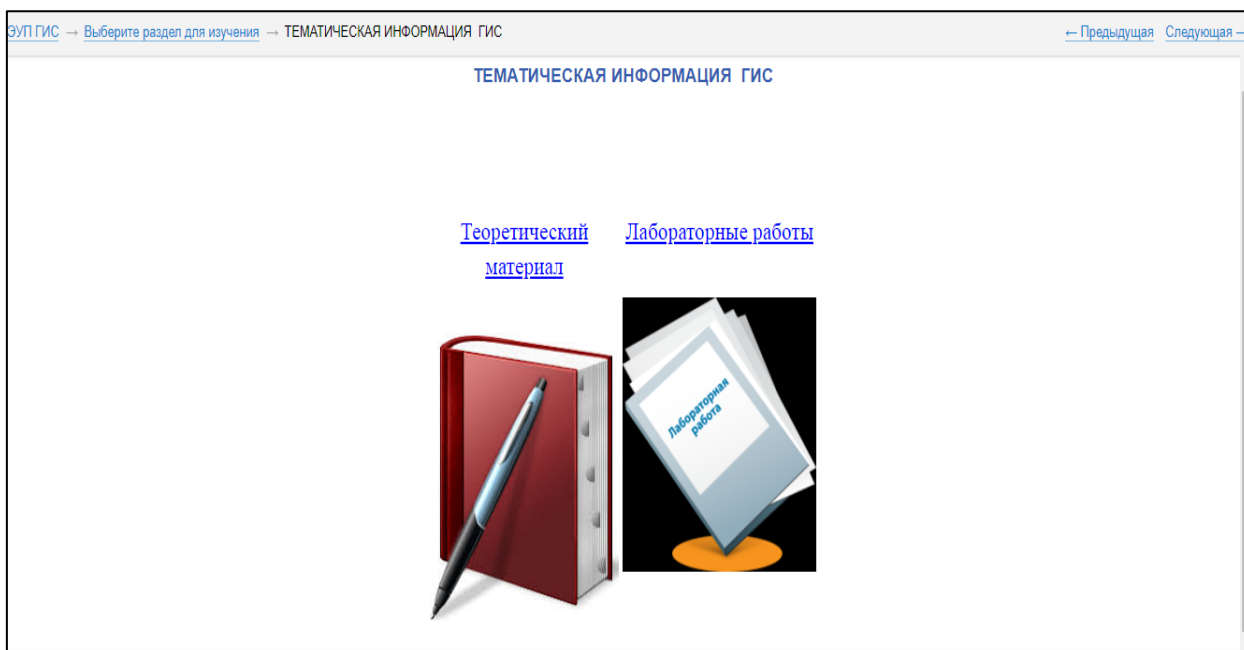 ЭУП ГИС → Выберите раздел для изучения → ТЕМАТИЧЕСКАЯ ИНФОРМАЦИЯ ГИС ← Предыдущая Следующая →
ТЕМАТИЧЕСКАЯ ИНФОРМАЦИЯ ГИС
Теоретический
материал
Лабораторные работы
Лабораторная
работа